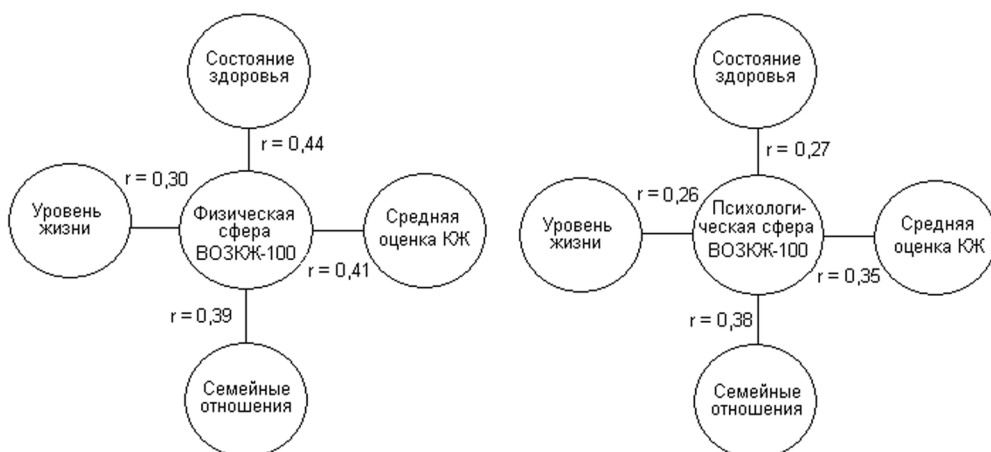 Состояние
здоровья
r = 0,44
r = 0,30
Уровень
жизни
Физическая
сфера
ВОЗКЖ-100
Средняя
оценка КЖ
r = 0,41
r = 0,39
Семейные
отношения
Состояние
здоровья
r = 0,27
r = 0,26
Уровень
жизни
Психологи-
ческая сфера
ВОЗКЖ-100
Средняя
оценка КЖ
r = 0,35
r = 0,38
Семейные
отношения